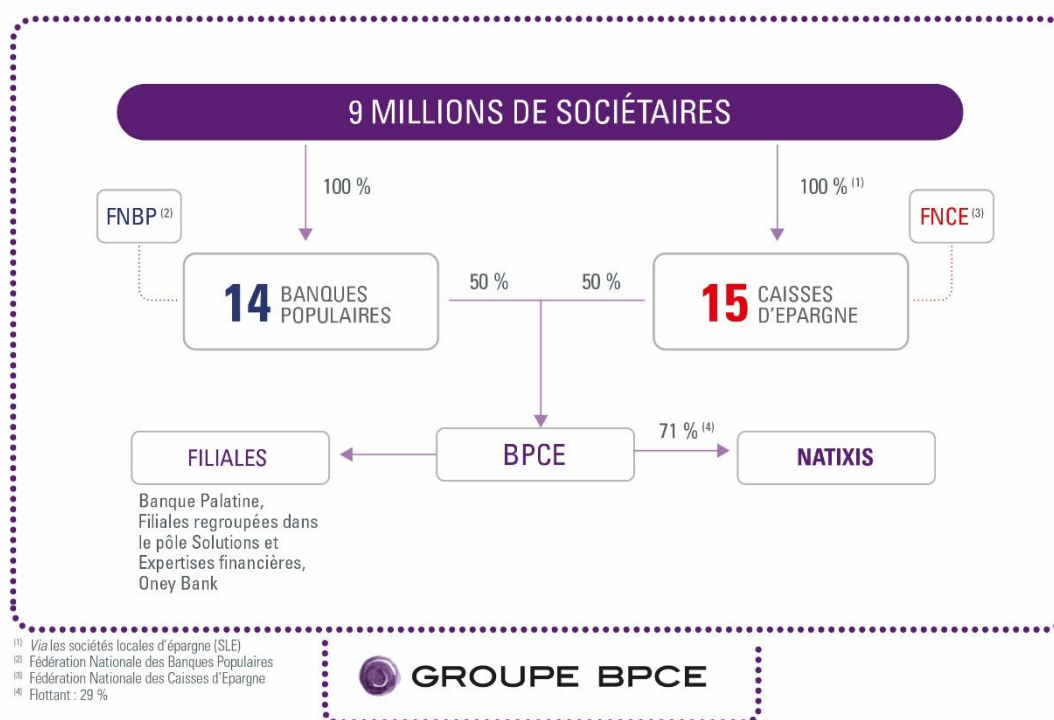 9 MILLIONS DE SOCIÉTAIRES
100 %
100 % (1)
FNBP (2)
FNCE (3)
14 BANQUES
POPULAIRES
50 %
50 %
15 CAISSES
D'EPARGNE
FILIALES
BPCE
71 % (4)
NATIXIS
Banque Palatine,
Filiales regroupées dans
le pôle Solutions et
Expertises financières,
Oney Bank
(1) Via les sociétés locales d'épargne (SLE)
(2) Fédération Nationale des Banques Populaires
(3) Fédération Nationale des Caisses d'Epargne
(4) Flottant : 29 %
GROUPE BPCE